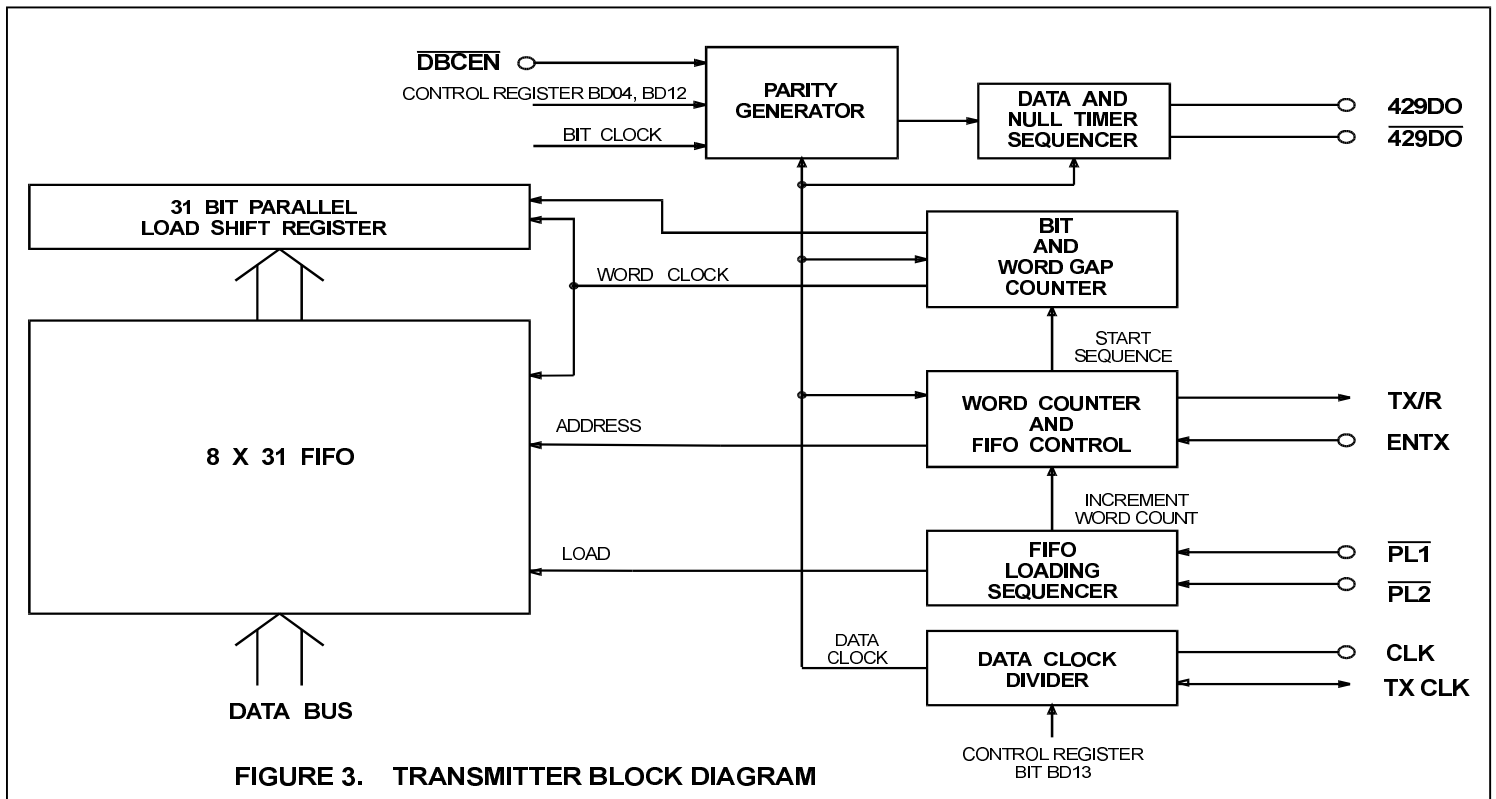 DBCEN
CONTROL REGISTER BD04, BD12
BIT CLOCK
PARITY
GENERATOR
DATA AND
NULL TIMER
SEQUENCER
429DO
429DO
31 BIT PARALLEL
LOAD SHIFT REGISTER
BIT
AND
WORD GAP
COUNTER
WORD CLOCK
START
SEQUENCE
8 X 31 FIFO
ADDRESS
WORD COUNTER
AND
FIFO CONTROL
TX/R
ENTX
INCREMENT
WORD COUNT
LOAD
FIFO
LOADING
SEQUENCER
PL1
PL2
DATA
CLOCK
DATA CLOCK
DIVIDER
CLK
TX CLK
DATA BUS
CONTROL REGISTER
BIT BD13
FIGURE 3. TRANSMITTER BLOCK DIAGRAM